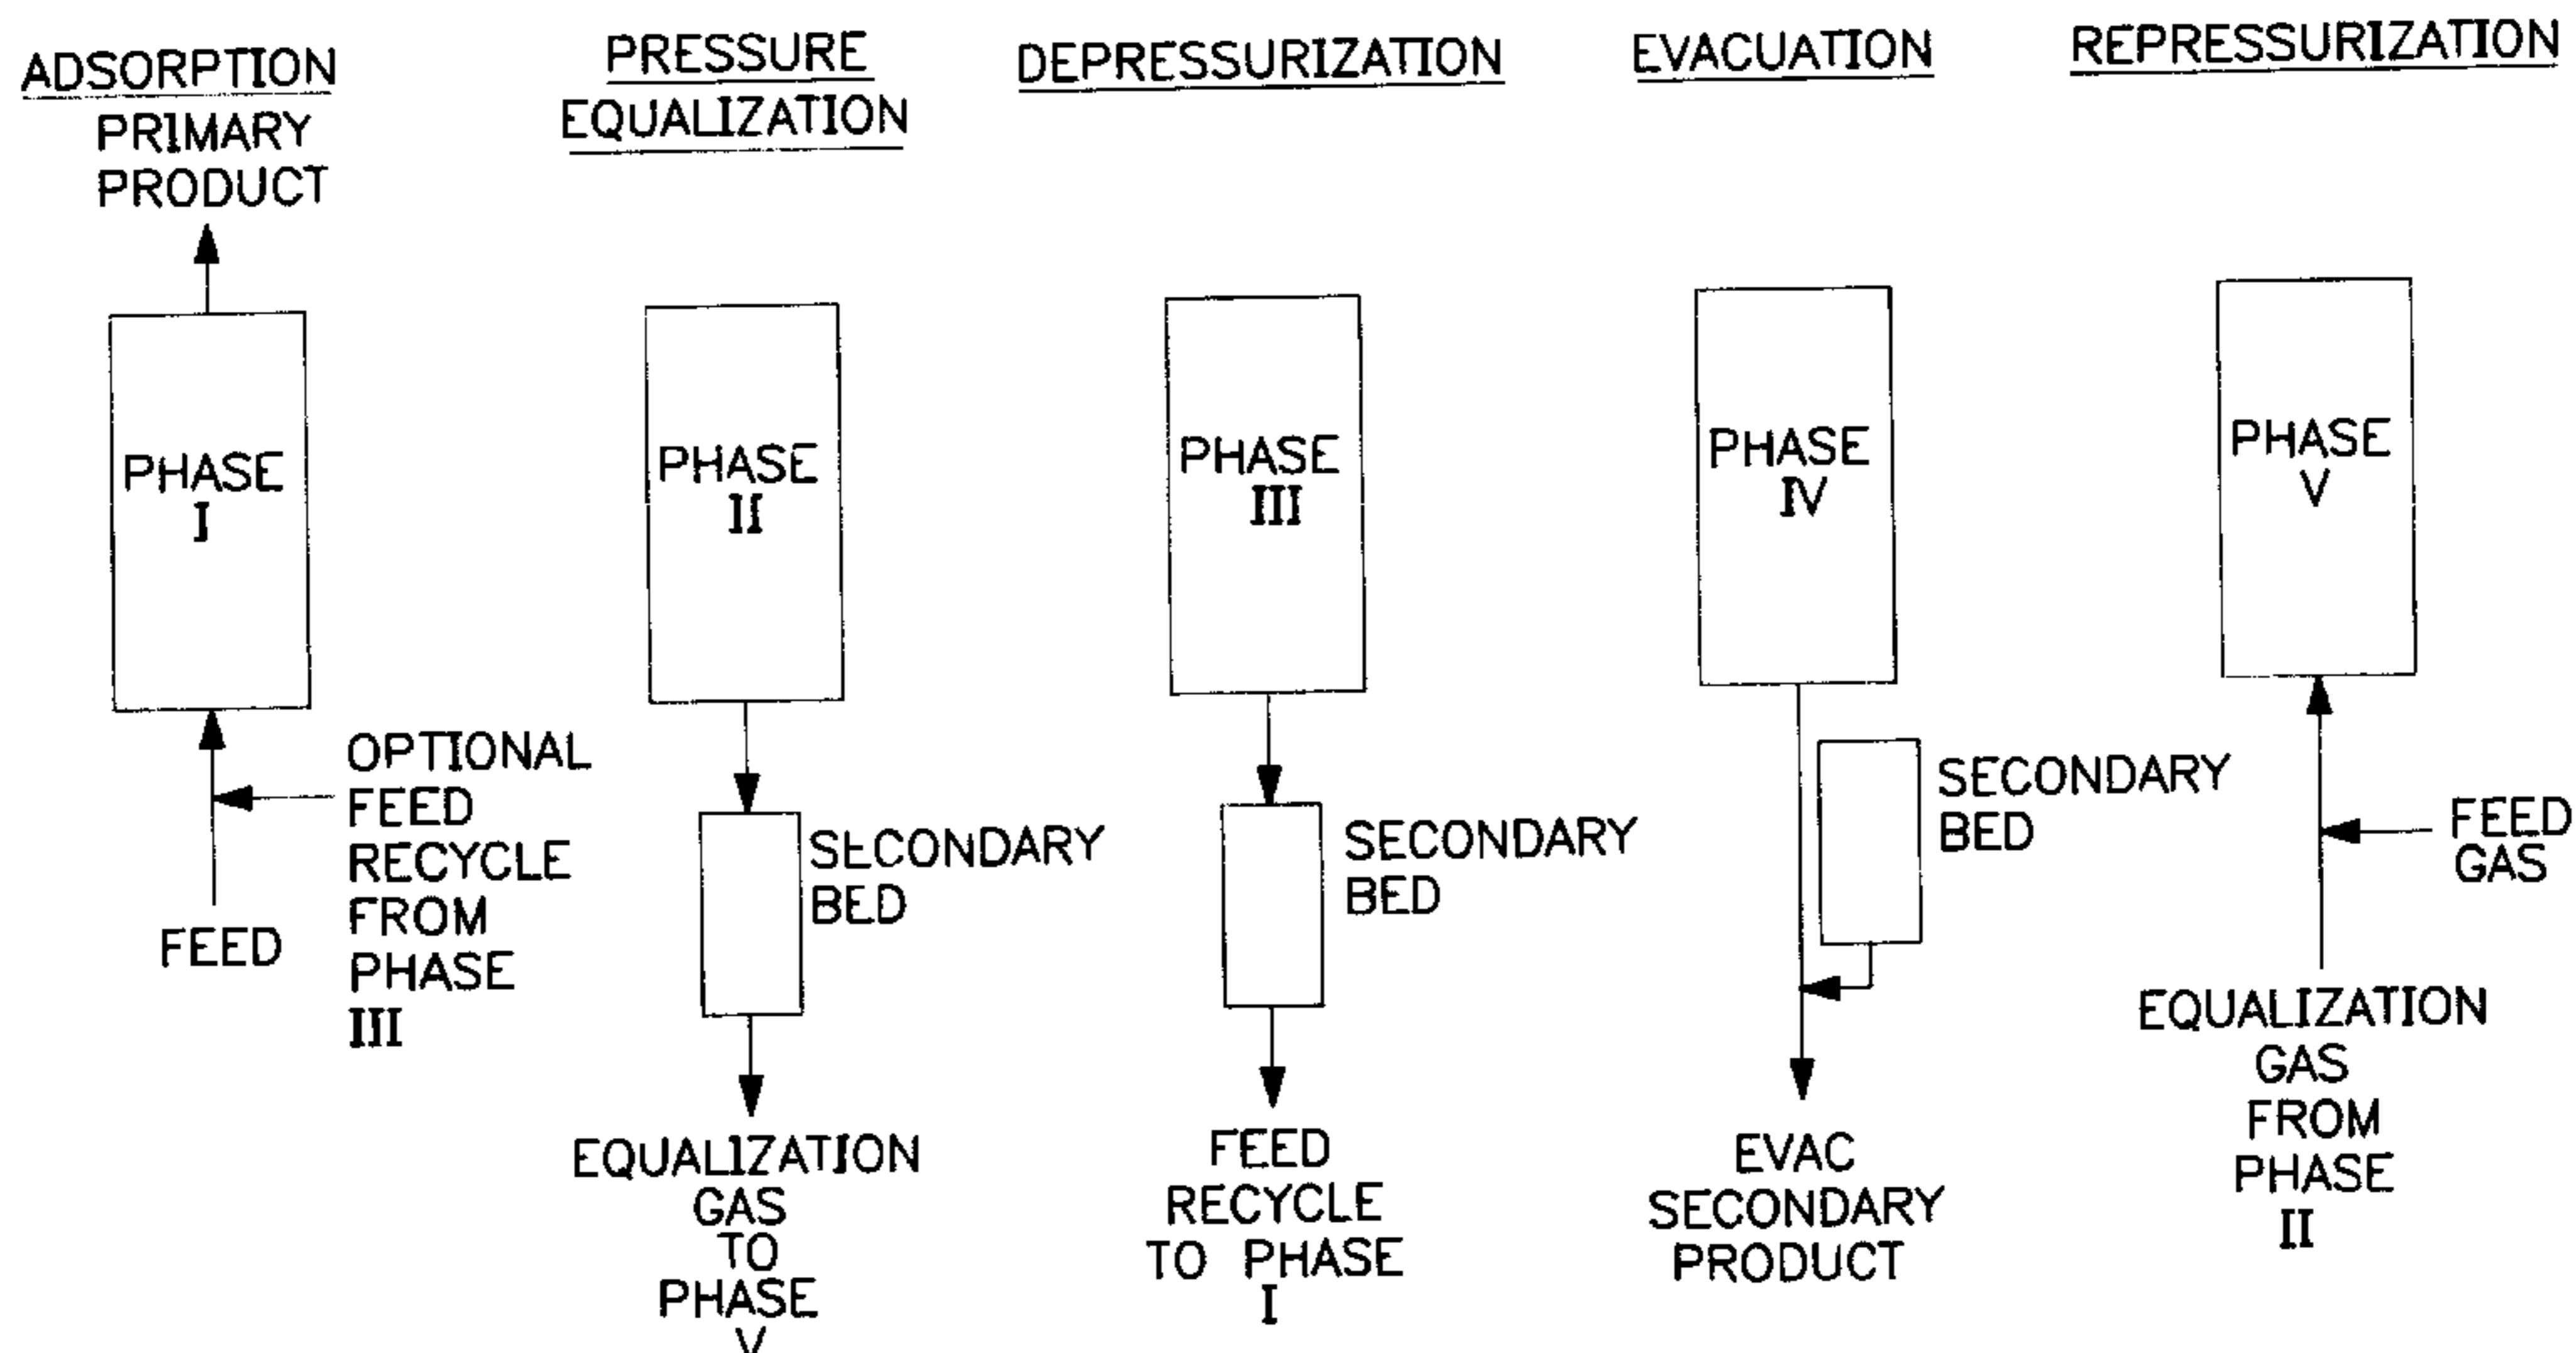 ADSORPTION
PRIMARY
PRODUCT
PHASE
I
OPTIONAL
FEED
RECYCLE
FROM
PHASE
III
FEED
PRESSURE
EQUALIZATION
PHASE
II
SECONDARY
BED
EQUALIZATION
GAS
TO
PHASE
V
DEPRESSURIZATION
PHASE
III
SECONDARY
BED
FEED
RECYCLE
TO PHASE
I
EVACUATION
PHASE
IV
SECONDARY
BED
EVAC
SECONDARY
PRODUCT
REPRESSURIZATION
PHASE
V
FEED
GAS
EQUALIZATION
GAS
FROM
PHASE
II